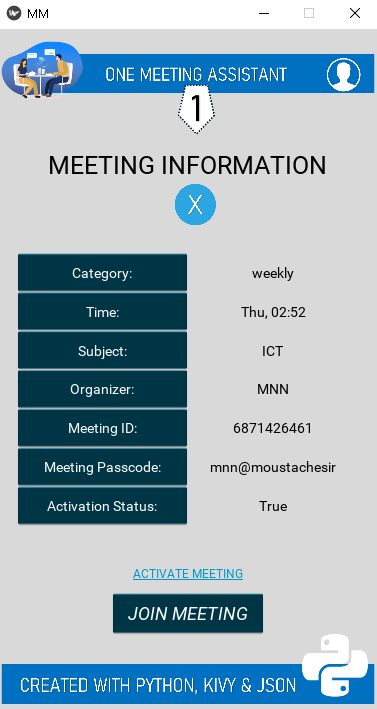 MM
ONE MEETING ASSISTANT
1
MEETING INFORMATION
X
Category: weekly
Time: Thu, 02:52
Subject: ICT
Organizer: MNN
Meeting ID: 6871426461
Meeting Passcode: mnn@moustachesir
Activation Status: True
ACTIVATE MEETING
JOIN MEETING
CREATED WITH PYTHON, KIVY & JSON